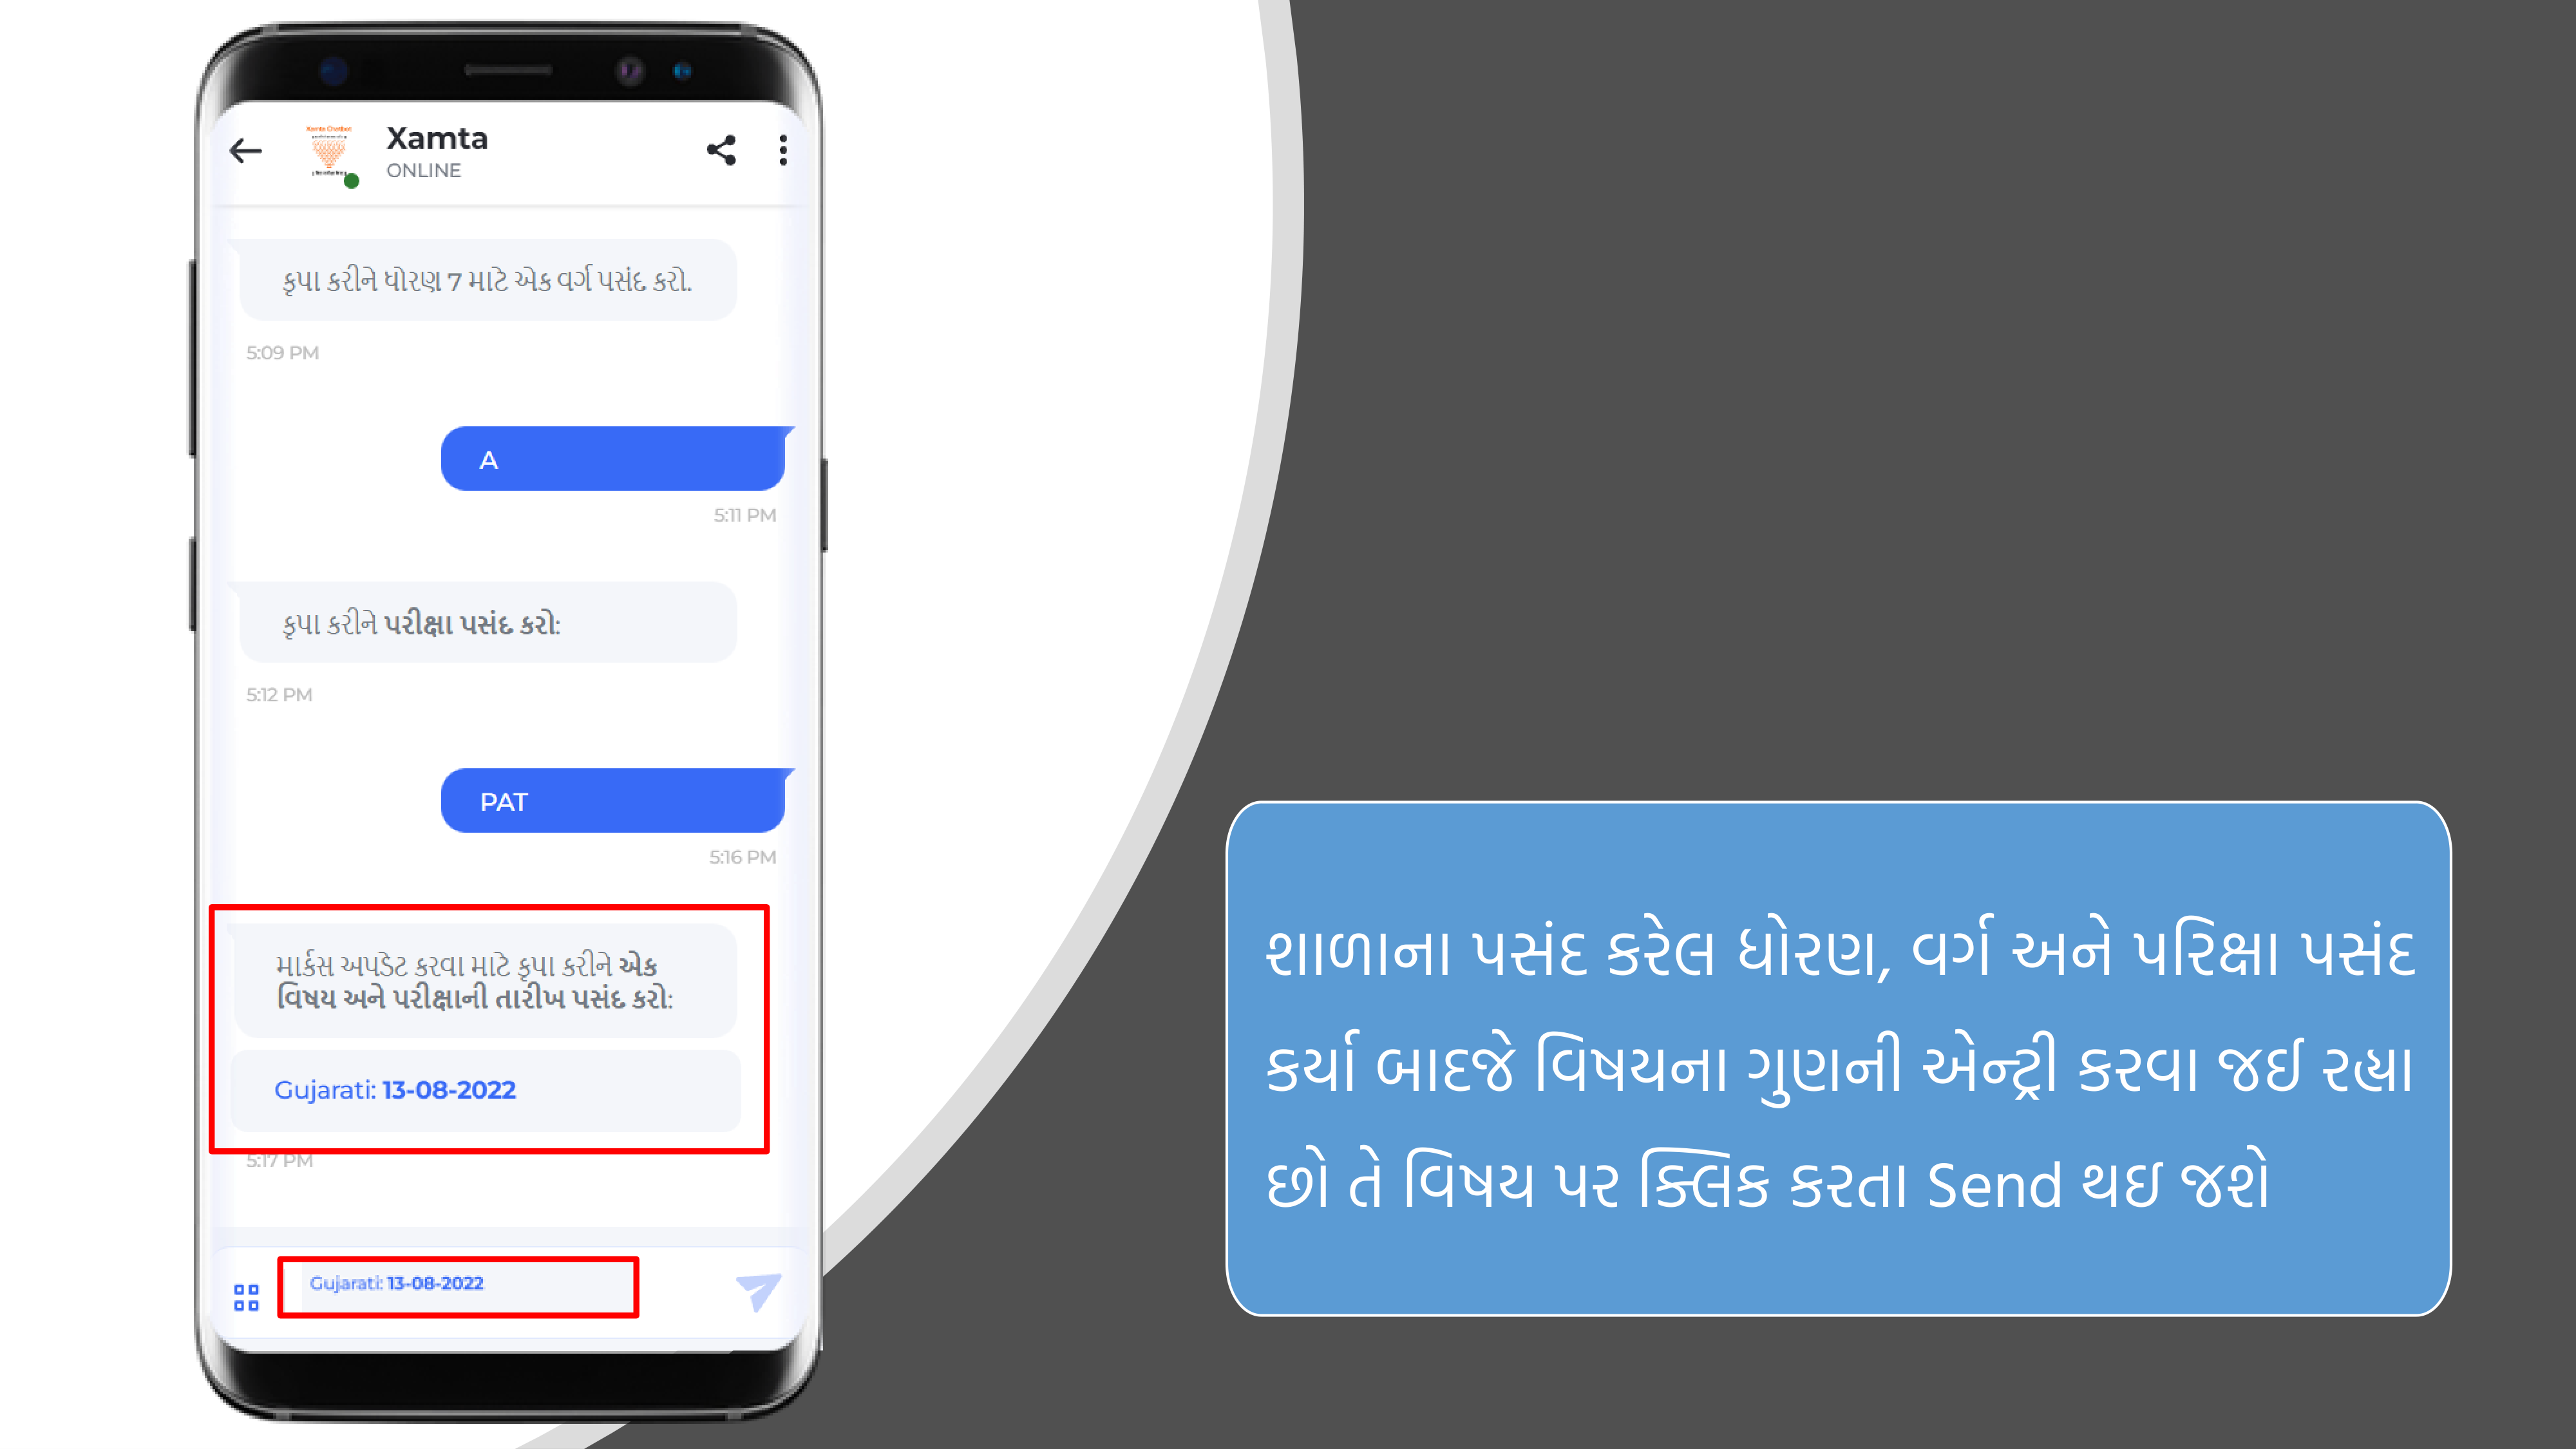 Xamta Chatbot
Xamta
ONLINE
કૃપા કરીને ધોરણ 7 માટે એક વર્ગ પસંદ કરો.
5:09 PM
A
5:11 PM
કૃપા કરીને પરીક્ષા પસંદ કરો:
5:12 PM
PAT
5:16 PM
માર્કસ અપડેટ કરવા માટે કૃપા કરીને એક
વિષય અને પરીક્ષાની તારીખ પસંદ કરો:
Gujarati: 13-08-2022
5:17 PM
Gujarati: 13-08-2022
શાળાના પસંદ કરેલ ધોરણ, વર્ગ અને પરિક્ષા પસંદ
કર્યા બાદજે વિષયના ગુણની એન્ટ્રી કરવા જઈ રહ્યા
છો તે વિષય પર ક્લિક કરતા Send થઇ જશે